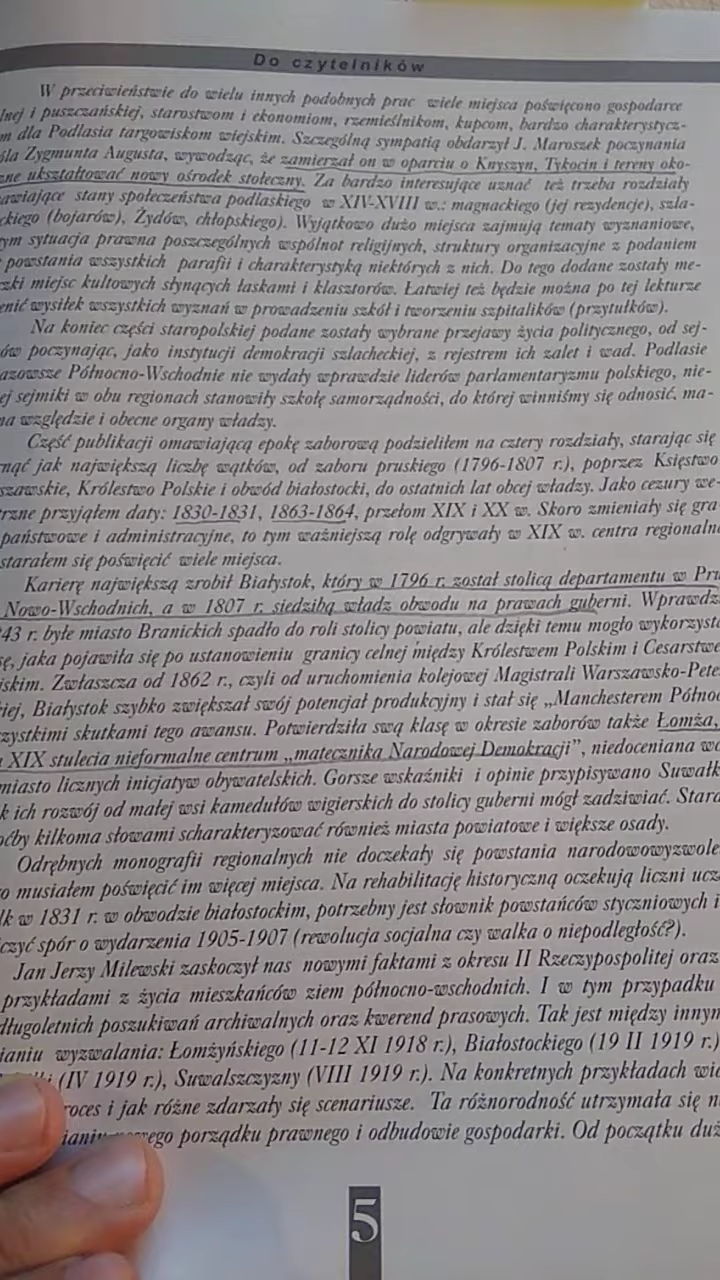 Do czytelników
W przeciwieństwie do wielu innych podobnych prac wiele miejsca poświęcono gospodarce
lnej i puszczańskiej, starostwom i ekonomiom, rzemieślnikom, kupcom, bardzo charakterystycz-
m dla Podlasia targowiskom wiejskim. Szczególną sympatią obdarzył J. Maroszek poczynania
óla Zygmunta Augusta, wywodząc, że zamierzał on w oparciu o Knyszyn, Tykocin i tereny oko-
zne ukształtować nowy ośrodek stołeczny. Za bardzo interesujące uznać też trzeba rozdziały
awiające stany społeczeństwa podlaskiego w XIV-XVIII w.: magnackiego (jej rezydencje), szla-
ckiego (bojarów), Żydów, chłopskiego). Wyjątkowo dużo miejsca zajmują tematy wyznaniowe,
ym sytuacja prawna poszczególnych wspólnot religijnych, struktury organizacyjne z podaniem
powstania wszystkich parafii i charakterystyką niektórych z nich. Do tego dodane zostały me-
zki miejsc kultowych słynących łaskami i klasztorów. Łatwiej też będzie można po tej lekturze
enić wysiłek wszystkich wyznań w prowadzeniu szkół i tworzeniu szpitalików (przytułków).
Na koniec części staropolskiej podane zostały wybrane przejawy życia politycznego, od sej-
ów poczynając, jako instytucji demokracji szlacheckiej, z rejestrem ich zalet i wad. Podlasie
azowsze Północno-Wschodnie nie wydały wprawdzie liderów parlamentaryzmu polskiego, nie-
ej sejmiki w obu regionach stanowiły szkołę samorządności, do której winniśmy się odnosić, ma-
na względzie i obecne organy władzy.
Część publikacji omawiającą epokę zaborową podzieliłem na cztery rozdziały, starając się
nąć jak największą liczbę wątków, od zaboru pruskiego (1796-1807 r.), poprzez Księstwo
szawskie, Królestwo Polskie i obwód białostocki, do ostatnich lat obcej władzy. Jako cezury we-
trzne przyjąłem daty: 1830-1831, 1863-1864, przełom XIX i XX w. Skoro zmieniały się gra
państwowe i administracyjne, to tym ważniejszą rolę odgrywały w XIX w. centra regionaln
starałem się poświęcić wiele miejsca.
Karierę największą zrobił Białystok, który w 1796 r. został stolicą departamentu w Pru
Nowo-Wschodnich, a w 1807 r. siedzibą władz obwodu na prawach guberni. Wprawdz
43 r. byłe miasto Branickich spadło do roli stolicy powiatu, ale dzięki temu mogło wykorzyst
sę, jaka pojawiła się po ustanowieniu granicy celnej między Królestwem Polskim i Cesarstwe
jskim. Zwłaszcza od 1862 r., czyli od uruchomienia kolejowej Magistrali Warszawsko-Pete
iej, Białystok szybko zwiększał swój potencjał produkcyjny i stał się „Manchesterem Północ
zystkimi skutkami tego awansu. Potwierdziła swą klasę w okresie zaborów także Łomża,
XIX stulecia nieformalne centrum „matecznika Narodowej Demokracji”, niedoceniana wc
miasto licznych inicjatyw obywatelskich. Gorsze wskaźniki i opinie przypisywano Suwałk
k ich rozwój od małej wsi kamedułów wigierskich do stolicy guberni mógł zadziwiać. Stara
oćby kilkoma słowami scharakteryzować również miasta powiatowe i większe osady.
Odrębnych monografii regionalnych nie doczekały się powstania narodowowyzwole
o musiałem poświęcić im więcej miejsca. Na rehabilitację historyczną oczekują liczni ucz
lk w 1831 r. w obwodzie białostockim, potrzebny jest słownik powstańców styczniowych i
czyć spór o wydarzenia 1905-1907 (rewolucja socjalna czy walka o niepodległość?).
Jan Jerzy Milewski zaskoczył nas nowymi faktami z okresu II Rzeczypospolitej oraz
przykładami z życia mieszkańców ziem północno-wschodnich. I w tym przypadku
długoletnich poszukiwań archiwalnych oraz kwerend prasowych. Tak jest między innym
ianiu wyzwalania: Łomżyńskiego (11-12 XI 1918 r.), Białostockiego (19 II 1919 r.)
(IV 1919 r.), Suwalszczyzny (VIII 1919 r.). Na konkretnych przykładach wi
roces i jak różne zdarzały się scenariusze. Ta różnorodność utrzymała się n
ego porządku prawnego i odbudowie gospodarki. Od początku duż
5